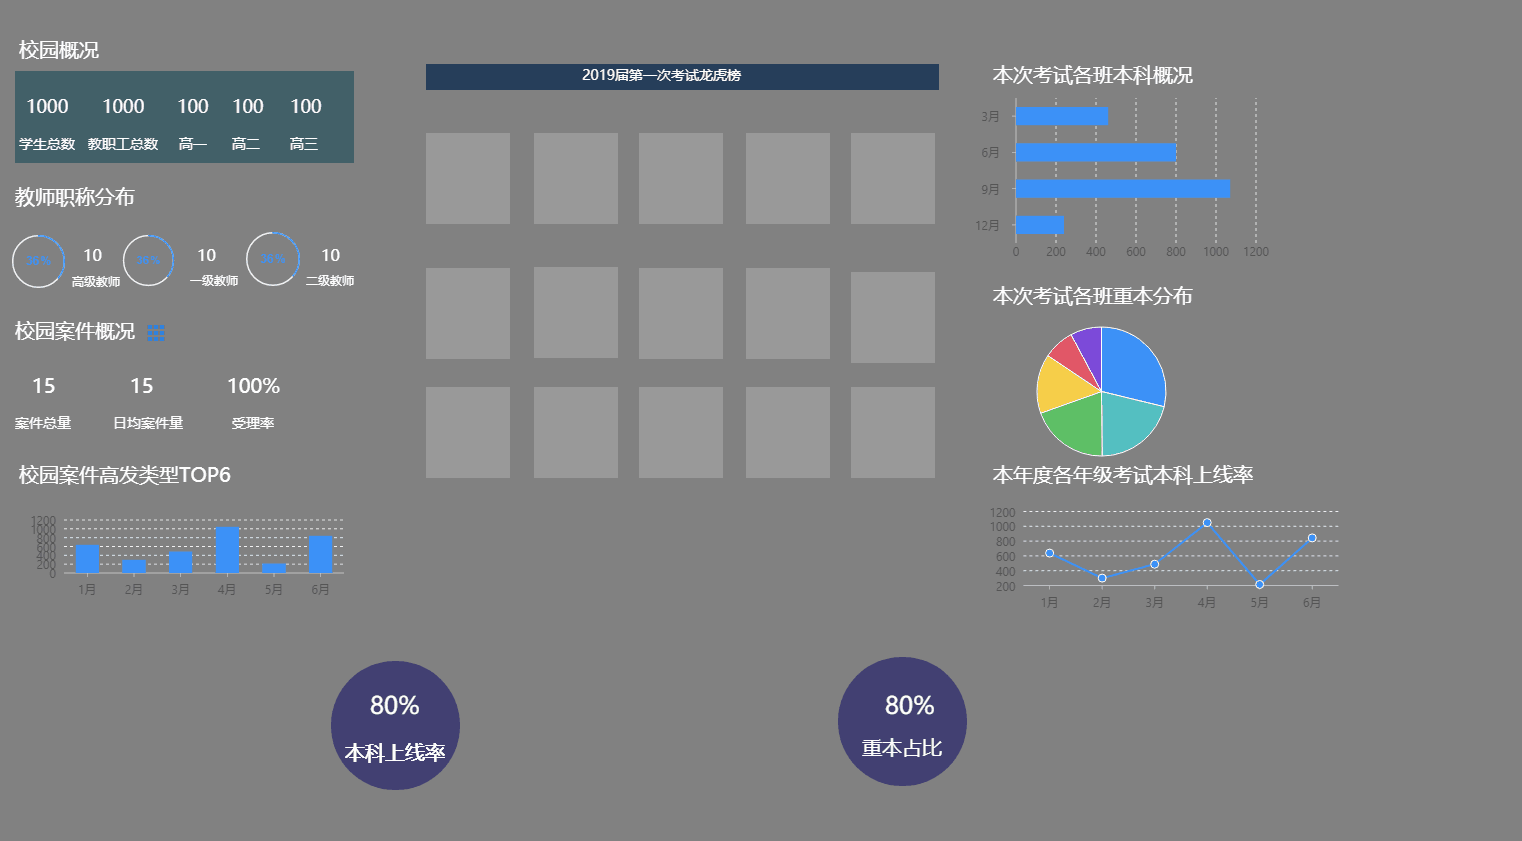 校园概况
1000 1000 100 100 100
学生总数 教职工总数 高一 高二 高三
教师职称分布
36% 10 高级教师
36% 10 一级教师
36% 10 二级教师
校园案件概况
15 15 100%
案件总量 日均案件量 受理率
校园案件高发类型TOP6
1200
1000
800
600
400
200
0
1月 2月 3月 4月 5月 6月
2019届第一次考试龙虎榜
本次考试各班本科概况
3月
6月
9月
12月
0 200 400 600 800 1000 1200
本次考试各班重本分布
本年度各年级考试本科上线率
1200
1000
800
600
400
200
1月 2月 3月 4月 5月 6月
80%
本科上线率
80%
重本占比